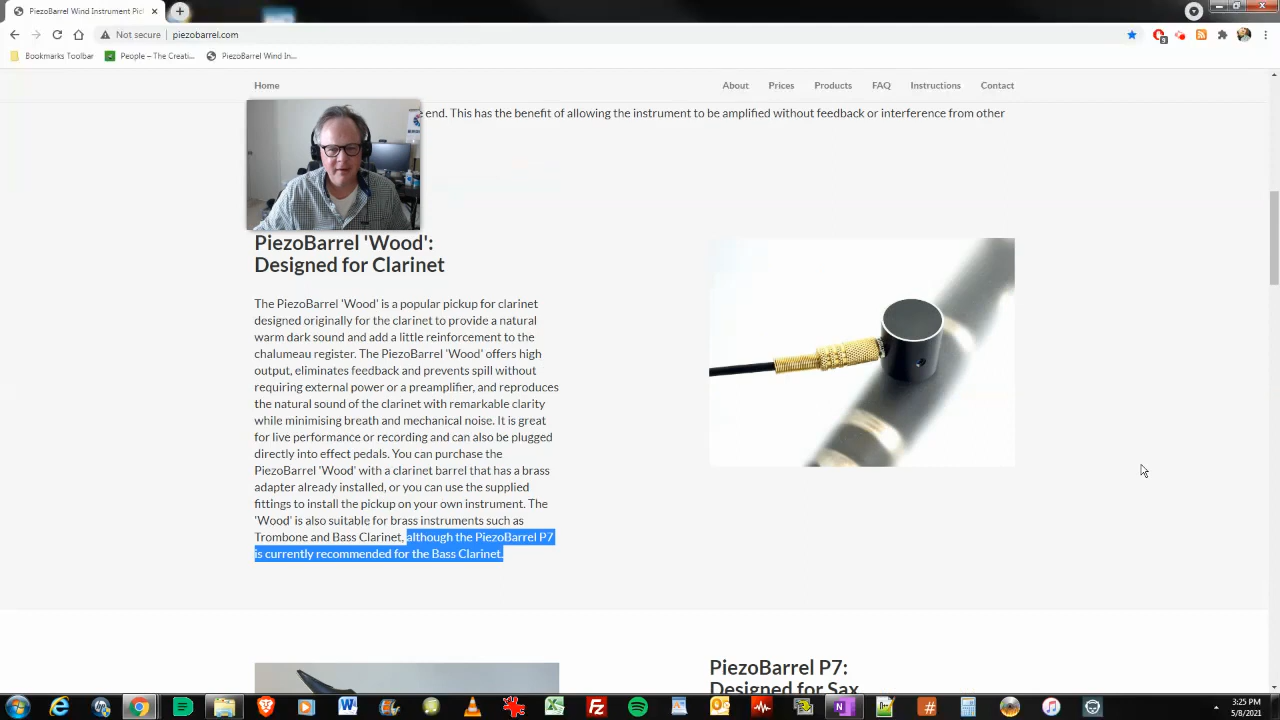 PiezoBarrel Wind Instrument Pic
Not secure
piezobarrel.com
9
Bookmarks Toolbar
People – The Creati...
PiezoBarrel Wind In...
Home
About
Prices
Products
FAQ
Instructions
Contact
e end. This has the benefit of allowing the instrument to be amplified without feedback or interference from other
PiezoBarrel 'Wood':
Designed for Clarinet
The PiezoBarrel 'Wood' is a popular pickup for clarinet
designed originally for the clarinet to provide a natural
warm dark sound and add a little reinforcement to the
chalumeau register. The PiezoBarrel 'Wood' offers high
output, eliminates feedback and prevents spill without
requiring external power or a preamplifier, and reproduces
the natural sound of the clarinet with remarkable clarity
while minimising breath and mechanical noise. It is great
for live performance or recording and can also be plugged
directly into effect pedals. You can purchase the
PiezoBarrel 'Wood' with a clarinet barrel that has a brass
adapter already installed, or you can use the supplied
fittings to install the pickup on your own instrument. The
'Wood' is also suitable for brass instruments such as
Trombone and Bass Clarinet, although the PiezoBarrel P7
is currently recommended for the Bass Clarinet.
PiezoBarrel P7:
Designed for Sax
3:25 PM
5/8/2021